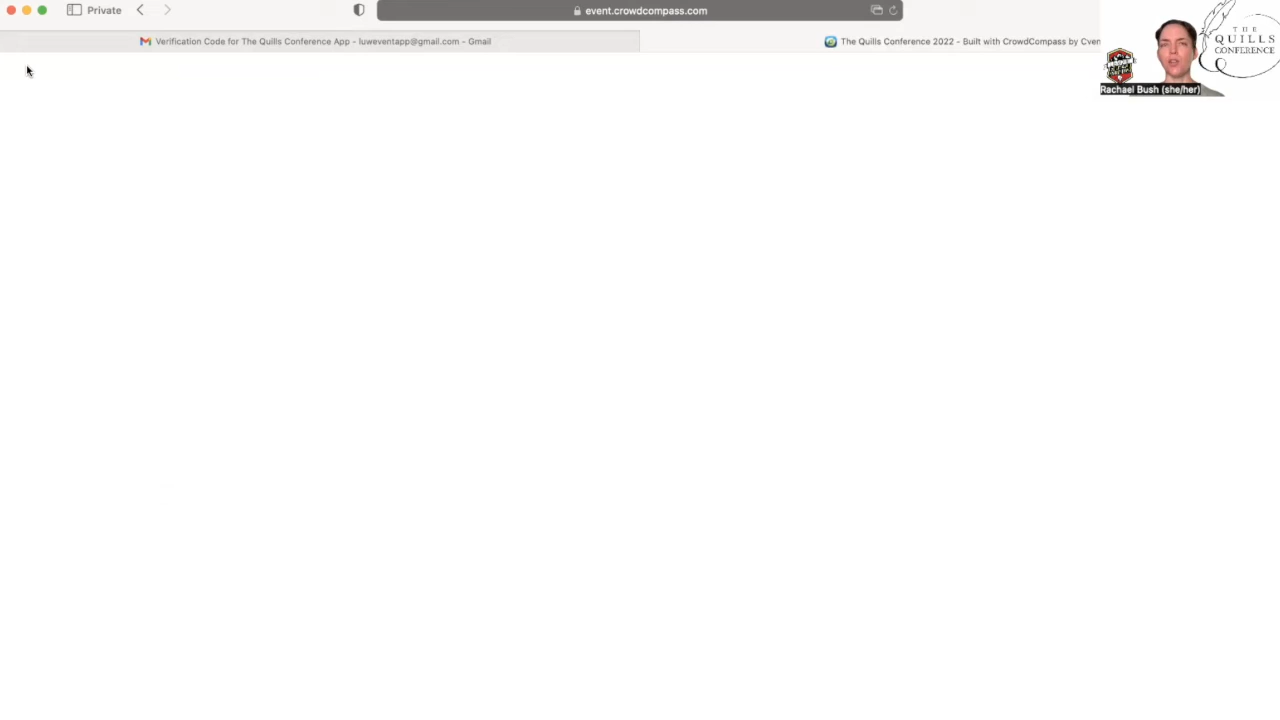 Private
event.crowdcompass.com
Verification Code for The Quills Conference App - luweventapp@gmail.com - Gmail
The Quills Conference 2022 - Built with CrowdCompass by Cven
THE
QUILLS
CONFERENCE
Rachael Bush (she/her)